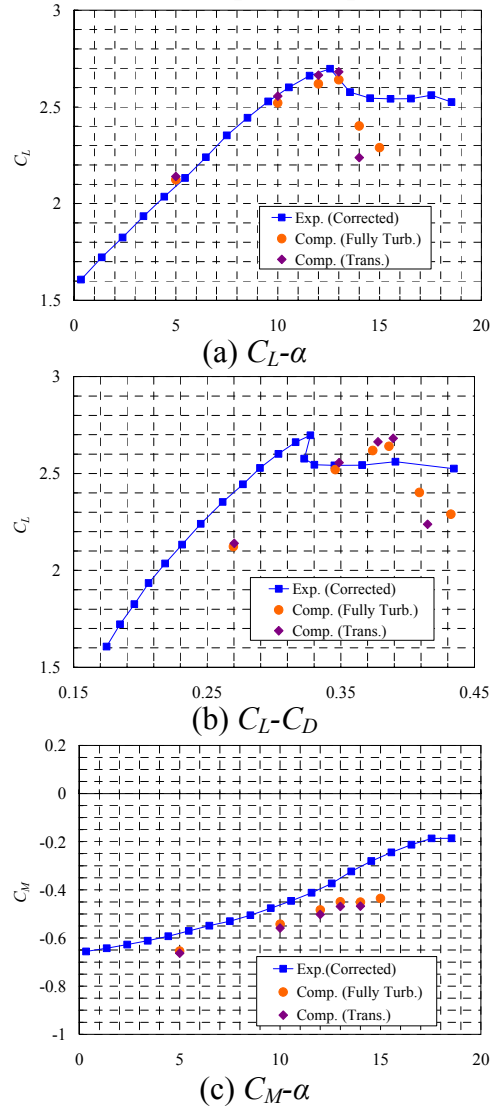 3
2.5
2
1.5
C_L
0 5 10 15 20
Exp. (Corrected)
Comp. (Fully Turb.)
Comp. (Trans.)
(a) C_L-α
3
2.5
2
1.5
C_L
0.15 0.25 0.35 0.45
Exp. (Corrected)
Comp. (Fully Turb.)
Comp. (Trans.)
(b) C_L-C_D
0.2
0
-0.2
-0.4
-0.6
-0.8
-1
C_M
0 5 10 15 20
Exp.(Corrected)
Comp. (Fully Turb.)
Comp. (Trans.)
(c) C_M-α